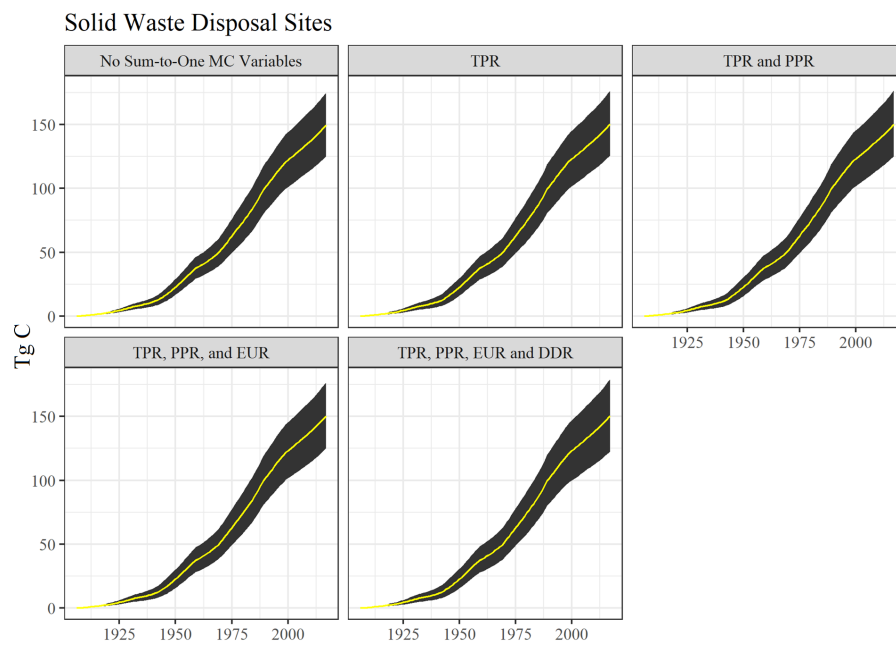 Solid Waste Disposal Sites
No Sum-to-One MC Variables
TPR
TPR and PPR
150
100
50
0
1925 1950 1975 2000
Tg C
TPR, PPR, and EUR
TPR, PPR, EUR and DDR
150
100
50
0
1925 1950 1975 2000
1925 1950 1975 2000